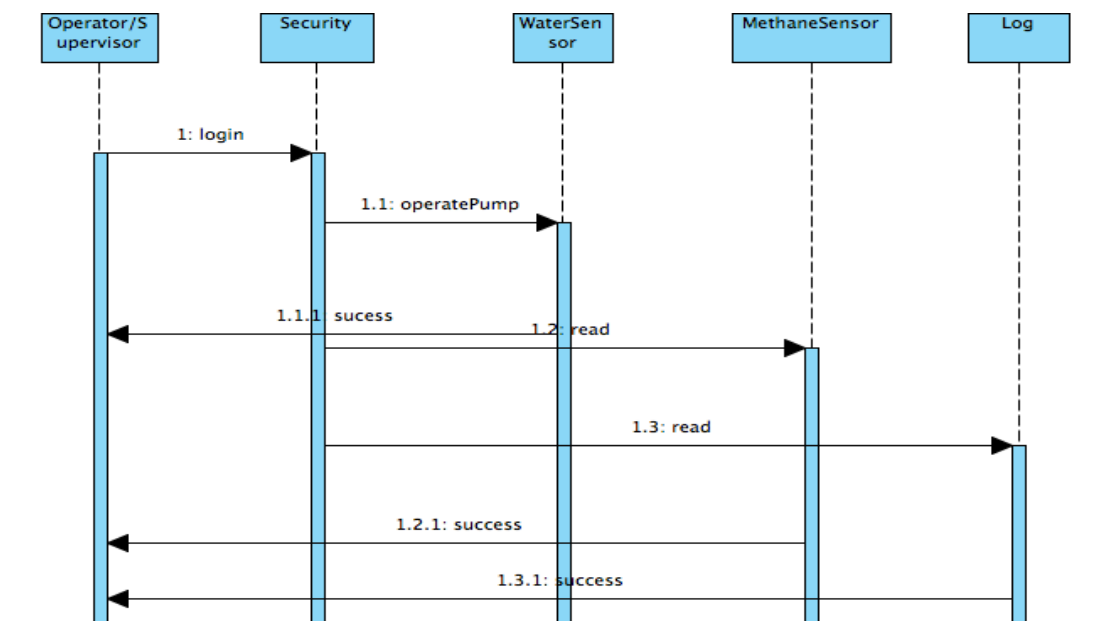 Operator/S
upervisor
Security
WaterSen
sor
MethaneSensor
Log
1: login
1.1: operatePump
1.1.1: sucess
1.2: read
1.3: read
1.2.1: success
1.3.1: success